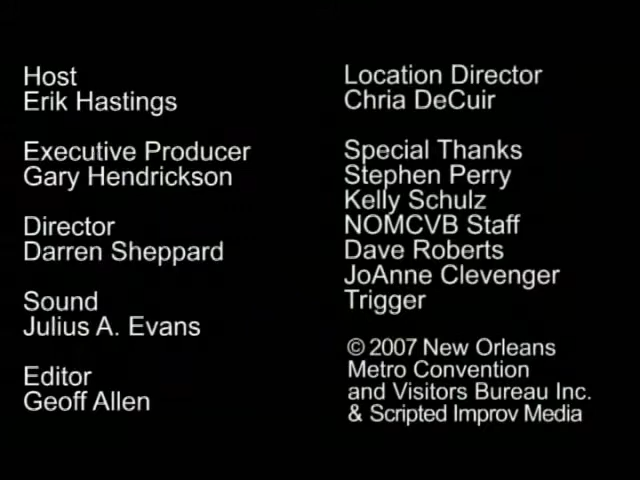 Host
Erik Hastings
Executive Producer
Gary Hendrickson
Director
Darren Sheppard
Sound
Julius A. Evans
Editor
Geoff Allen
Location Director
Chria DeCuir
Special Thanks
Stephen Perry
Kelly Schulz
NOMCVB Staff
Dave Roberts
JoAnne Clevenger
Trigger
© 2007 New Orleans
Metro Convention
and Visitors Bureau Inc.
& Scripted Improv Media